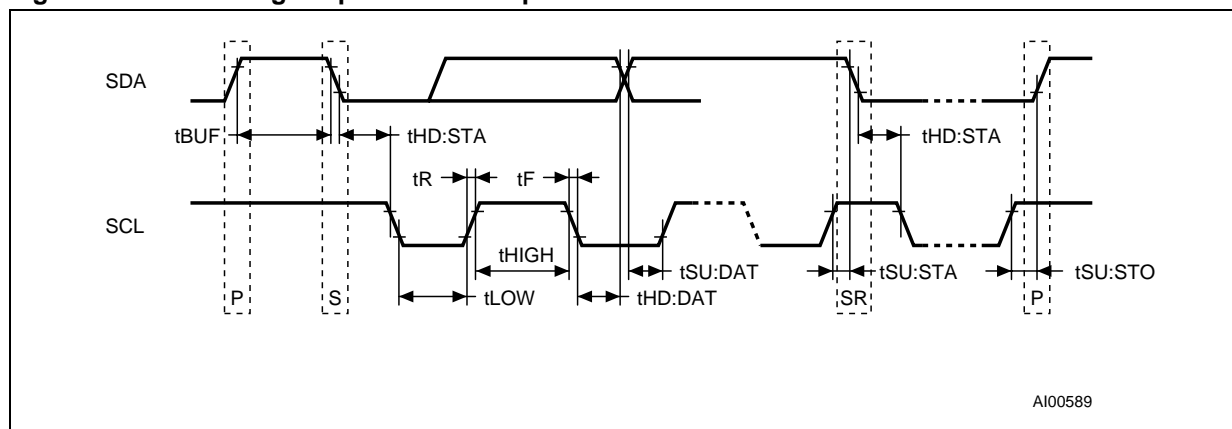 SDA
tBUF
tHD:STA
tHD:STA
tR
tF
SCL
tHIGH
tSU:DAT
tSU:STA
tSU:STO
P
S
tLOW
tHD:DAT
SR
P
AI00589